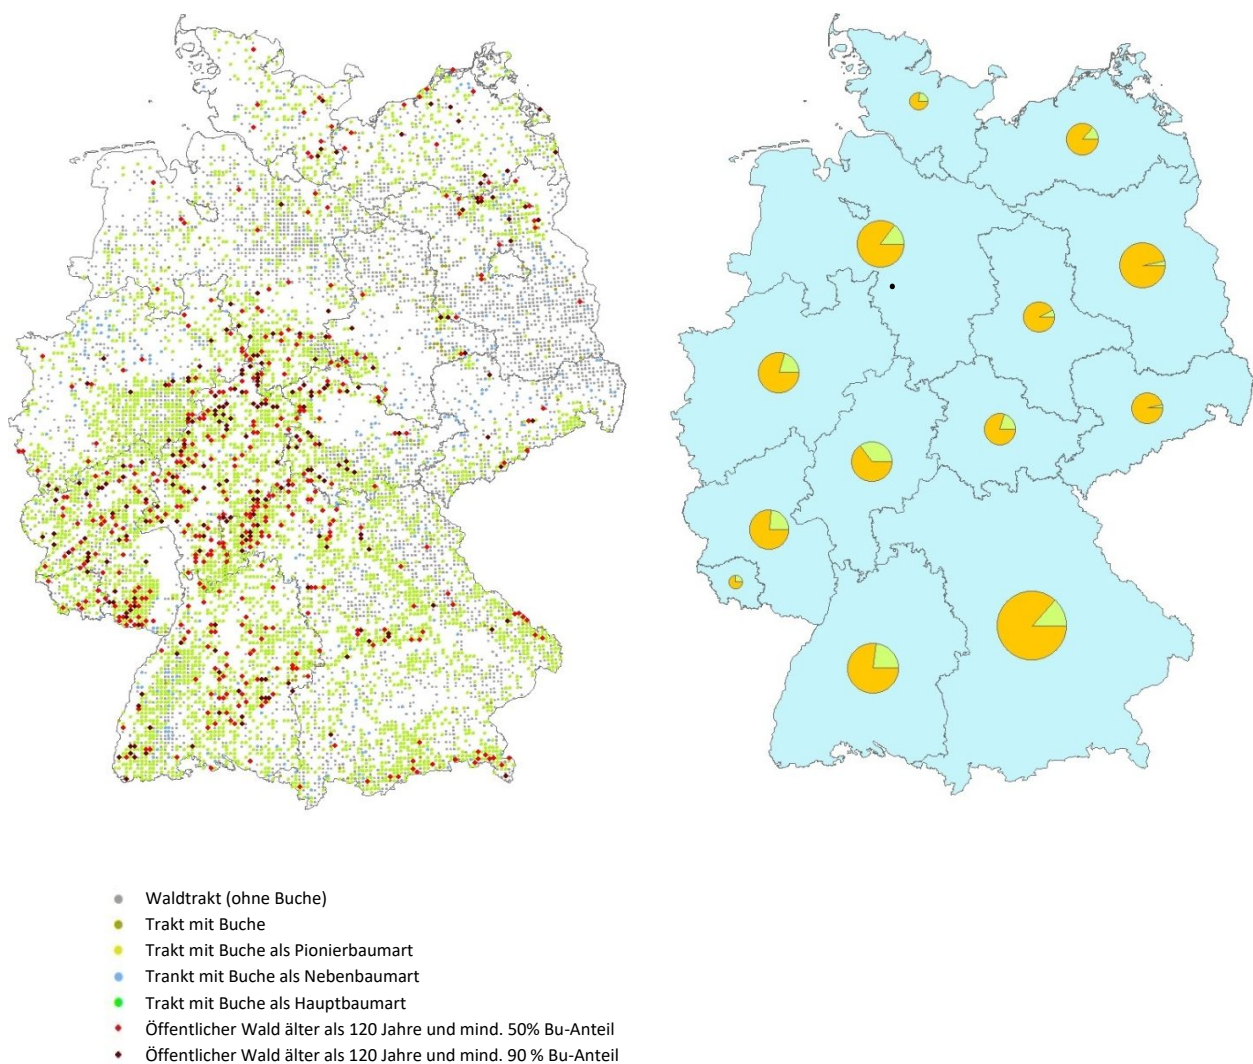 Waldtrakt (ohne Buche)
Trakt mit Buche
Trakt mit Buche als Pionierbaumart
Trankt mit Buche als Nebenbaumart
Trakt mit Buche als Hauptbaumart
Öffentlicher Wald älter als 120 Jahre und mind. 50% Bu-Anteil
Öffentlicher Wald älter als 120 Jahre und mind. 90 % Bu-Anteil